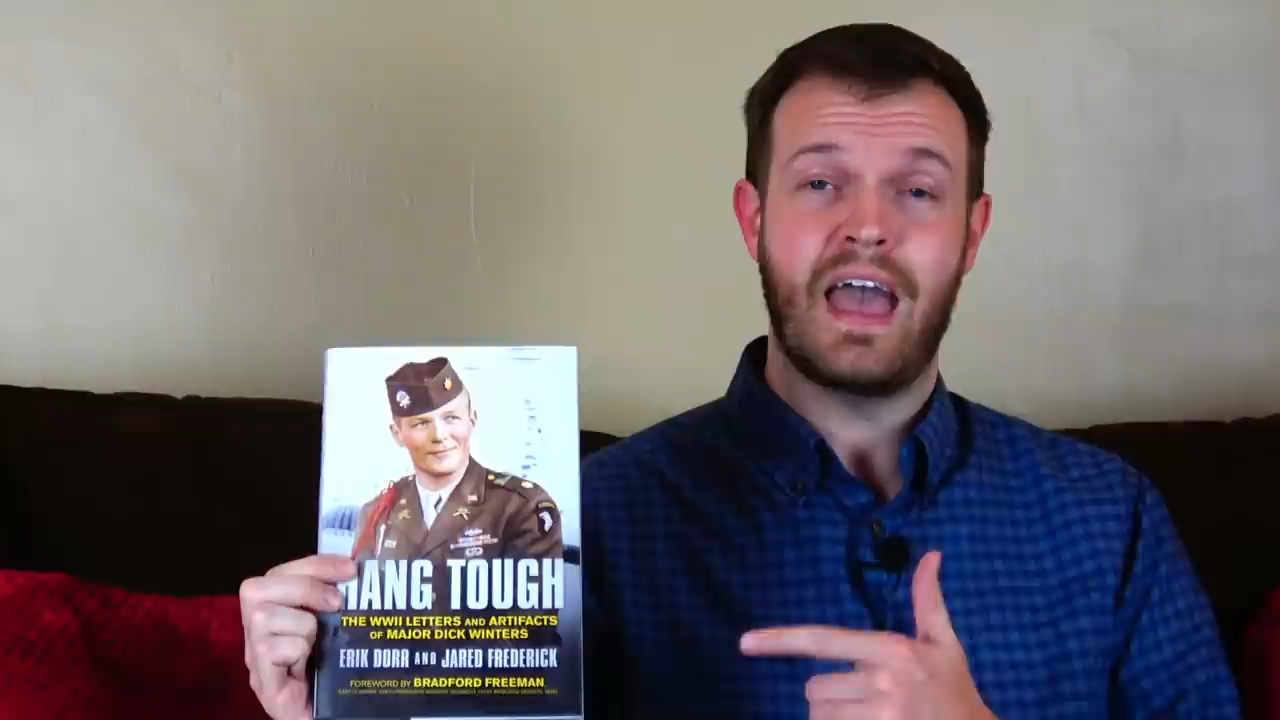 HANG TOUGH
THE WWII LETTERS AND ARTIFACTS
OF MAJOR DICK WINTERS
ERIK DORR AND JARED FREDERICK
FOREWORD BY BRADFORD FREEMAN